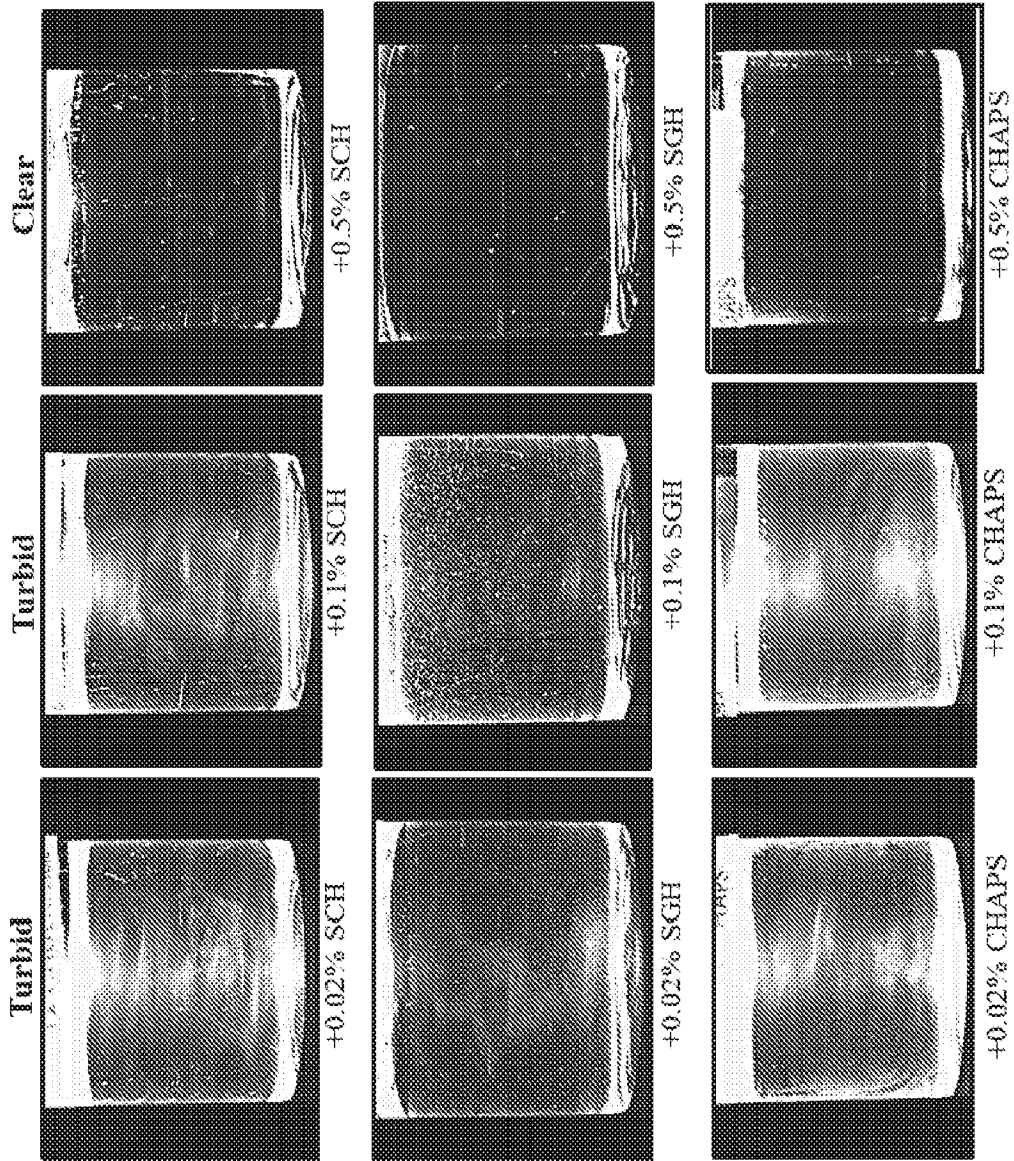 Turbid
Turbid
Clear
+0.02% SCH
+0.1% SCH
+0.5% SCH
+0.02% SGH
+0.1% SGH
+0.5% SGH
+0.02% CHAPS
+0.1% CHAPS
+0.5% CHAPS